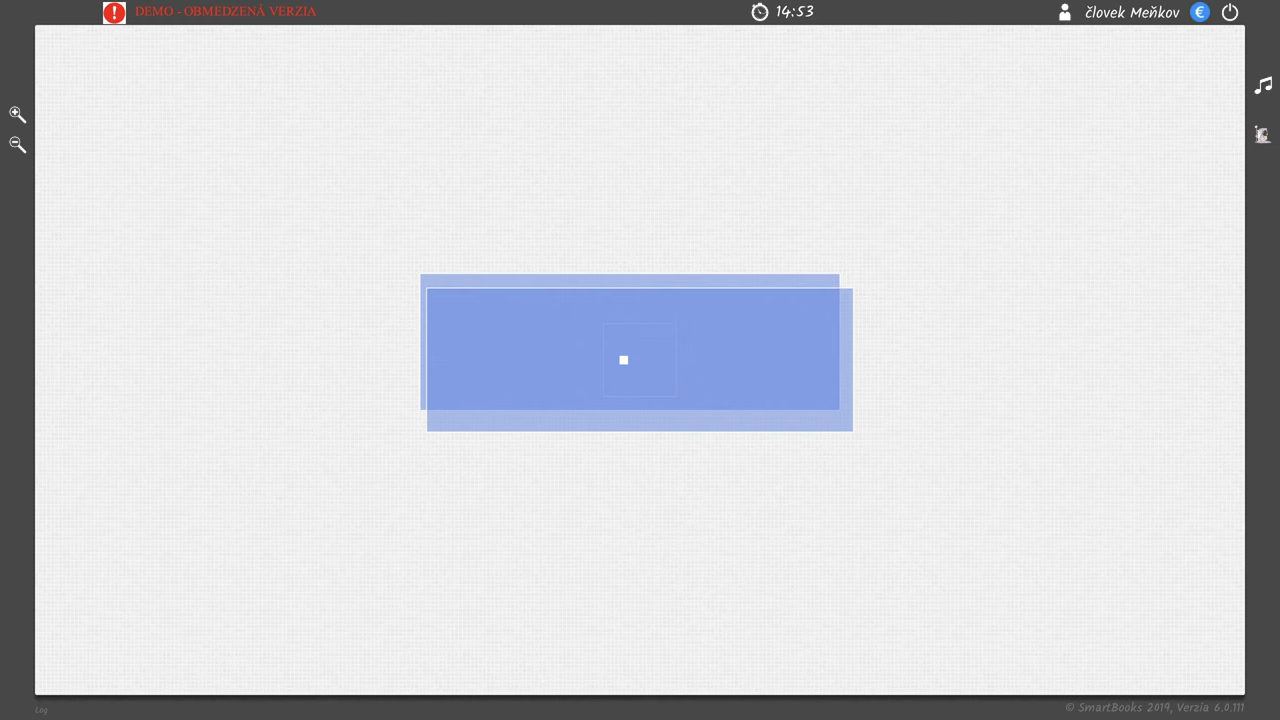 DEMO - OBMEDZENÁ VERZIA
14:53
človek Meňkov
€
Log
© SmartBooks 2019, Verzia 6.0.111